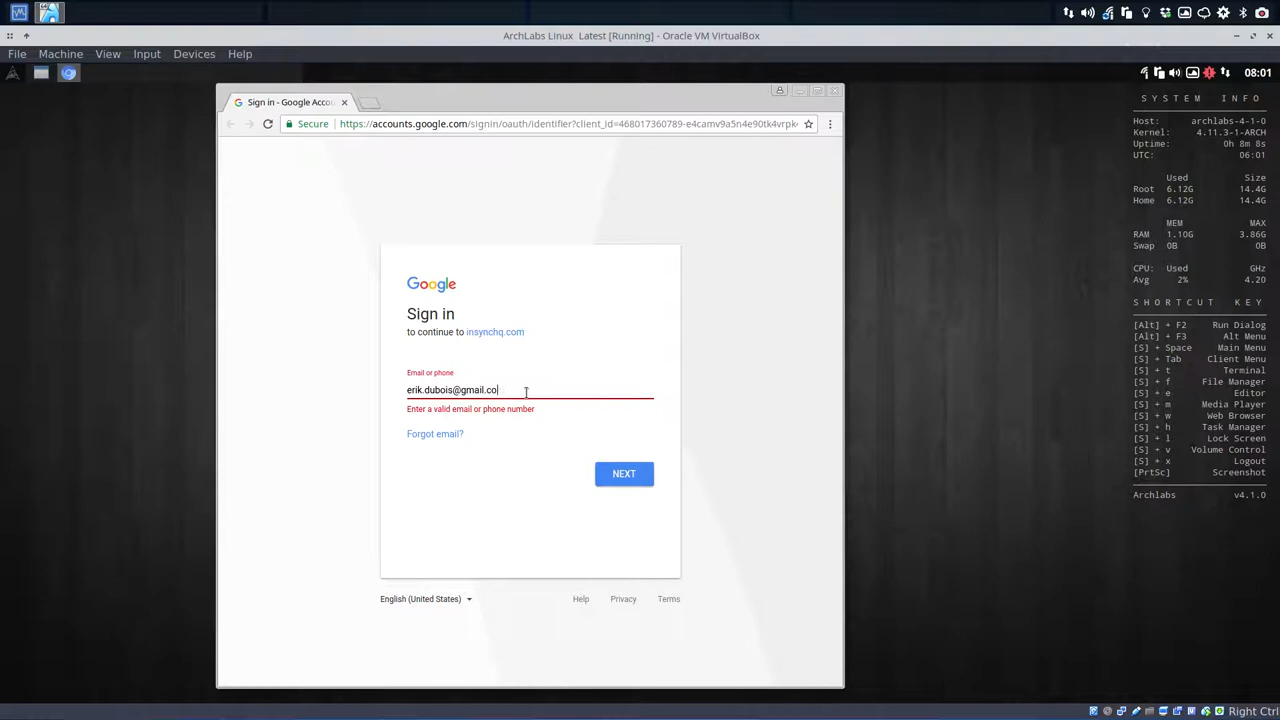 ArchLabs Linux Latest [Running] - Oracle VM VirtualBox
File Machine View Input Devices Help
08:01
Sign in - Google Accou
Secure https://accounts.google.com/signin/oauth/identifier?client_id=468017360789-e4camv9a5n4e90tk4vrpk
Google
Sign in
to continue to insynchq.com
Email or phone
erik.dubois@gmail.co
Enter a valid email or phone number
Forgot email?
NEXT
English (United States)
Help Privacy Terms
SYSTEM INFO
Host: archlabs-4-1-0
Kernel: 4.11.3-1-ARCH
Uptime: 0h 8m 8s
UTC: 06:01
Used Size
Root 6.12G 14.4G
Home 6.12G 14.4G
MEM MAX
RAM 1.10G 3.86G
Swap 0B 0B
CPU: Used GHz
Avg 2% 4.20
SHORTCUT KEY
[Alt] + F2 Run Dialog
[Alt] + F3 Alt Menu
[S] + Space Main Menu
[S] + Tab Client Menu
[S] + t Terminal
[S] + f File Manager
[S] + e Editor
[S] + m Media Player
[S] + w Web Browser
[S] + h Task Manager
[S] + l Lock Screen
[S] + v Volume Control
[S] + x Logout
[PrtSc] Screenshot
Archlabs v4.1.0
Right Ctrl